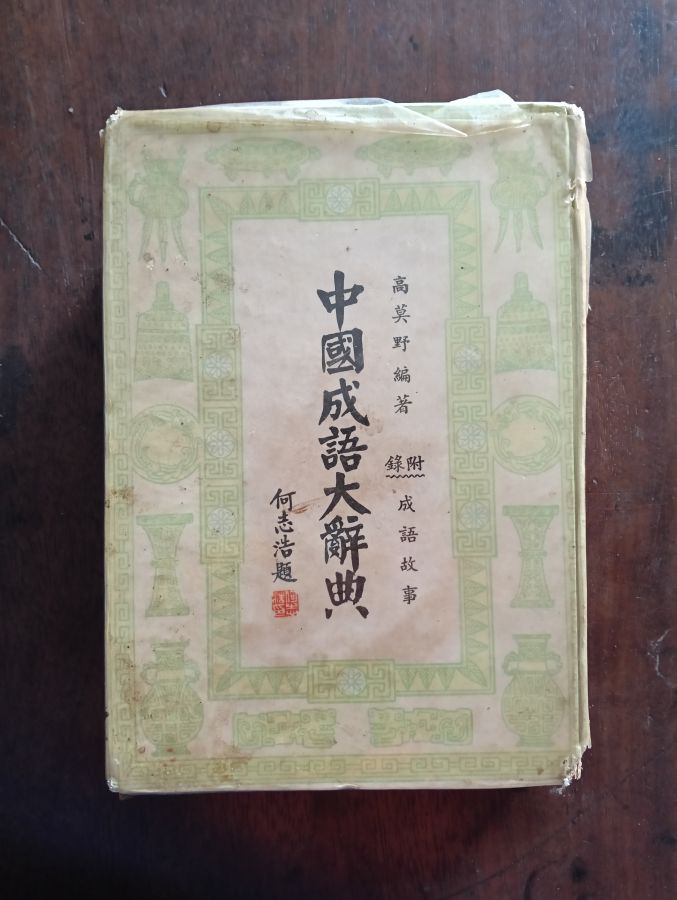 高莫野編著
附錄
成語故事
中國成語大辭典
何志浩題